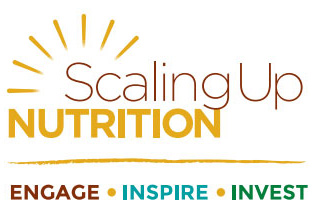 Scaling Up
NUTRITION
ENGAGE • INSPIRE • INVEST